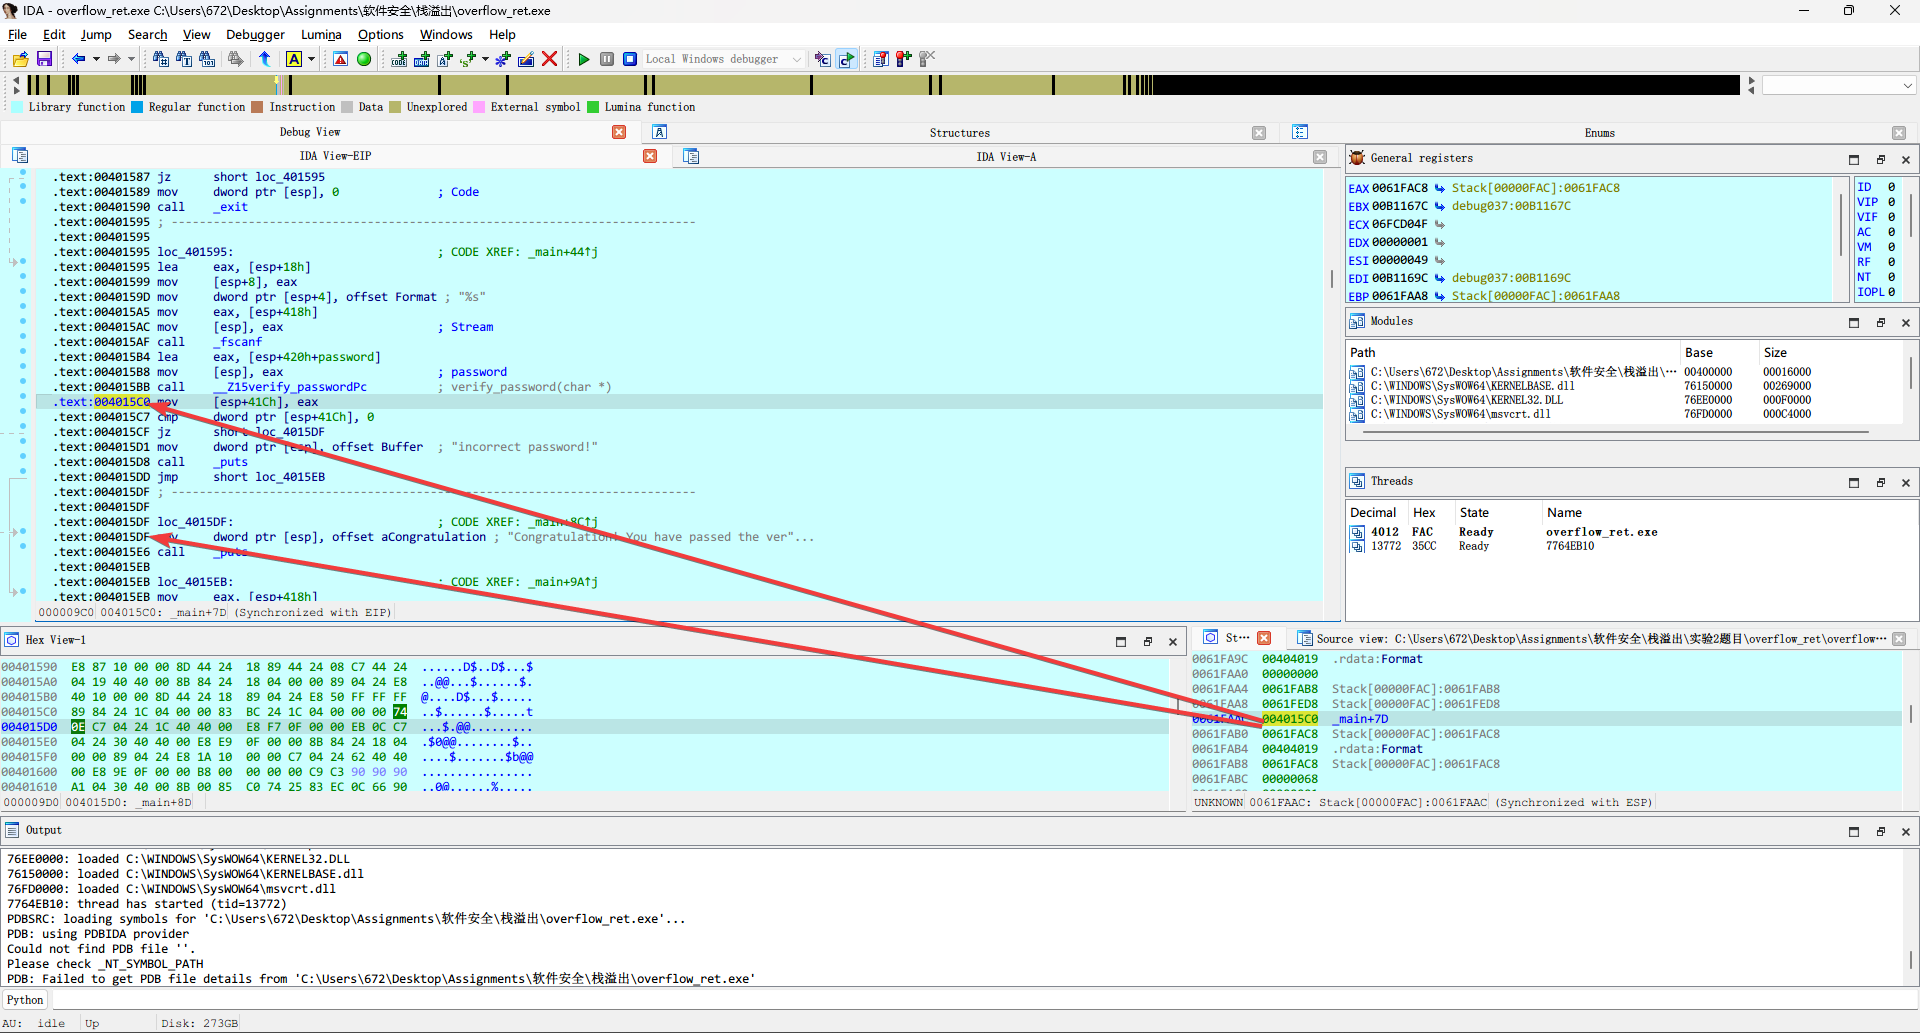 IDA - overflow_ret.exe C:\Users\672\Desktop\Assignments\软件安全\栈溢出\overflow_ret.exe
File Edit Jump Search View Debugger Lumina Options Windows Help
Local Windows debugger
Library function Regular function Instruction Data Unexplored External symbol Lumina function
Debug View Structures Enums
IDA View-EIP IDA View-A
.text:00401587 jz short loc_401595
.text:00401589 mov dword ptr [esp], 0 ; Code
.text:00401590 call _exit
.text:00401595 ; ---------------------------------------------------------------------------
.text:00401595
.text:00401595 loc_401595: ; CODE XREF: _main+44↑j
.text:00401595 lea eax, [esp+18h]
.text:00401599 mov [esp+8], eax
.text:0040159D mov dword ptr [esp+4], offset Format ; "%s"
.text:004015A5 mov eax, [esp+418h]
.text:004015AC mov [esp], eax ; Stream
.text:004015AF call _fscanf
.text:004015B4 lea eax, [esp+420h+password]
.text:004015B8 mov [esp], eax ; password
.text:004015BB call __Z15verify_passwordPc ; verify_password(char *)
.text:004015C0 mov [esp+41Ch], eax
.text:004015C7 cmp dword ptr [esp+41Ch], 0
.text:004015CF jz short loc_4015DF
.text:004015D1 mov dword ptr [esp], offset Buffer ; "incorrect password!"
.text:004015D8 call _puts
.text:004015DD jmp short loc_4015EB
.text:004015DF ; ---------------------------------------------------------------------------
.text:004015DF
.text:004015DF loc_4015DF: ; CODE XREF: _main+8C↑j
.text:004015DF mov dword ptr [esp], offset aCongratulation ; "Congratulation! You have passed the ver"...
.text:004015E6 call _puts
.text:004015EB
.text:004015EB loc_4015EB: ; CODE XREF: _main+9A↑j
.text:004015EB mov eax, [esp+418h]
000009C0 004015C0: _main+7D (Synchronized with EIP)
General registers
EAX 0061FAC8 Stack[00000FAC]:0061FAC8
EBX 00B1167C debug037:00B1167C
ECX 06FCD04F
EDX 00000001
ESI 00000049
EDI 00B1169C debug037:00B1169C
EBP 0061FAA8 Stack[00000FAC]:0061FAA8
ID 0
VIP 0
VIF 0
AC 0
VM 0
RF 0
NT 0
IOPL 0
Modules
Path Base Size
C:\Users\672\Desktop\Assignments\软件安全\栈溢出\··· 00400000 00016000
C:\WINDOWS\SysWOW64\KERNELBASE.dll 76150000 00269000
C:\WINDOWS\SysWOW64\KERNEL32.DLL 76EE0000 000F0000
C:\WINDOWS\SysWOW64\msvcrt.dll 76FD0000 000C4000
Threads
Decimal Hex State Name
4012 FAC Ready overflow_ret.exe
13772 35CC Ready 7764EB10
Hex View-1
00401590 E8 87 10 00 00 8D 44 24 18 89 44 24 08 C7 44 24 ......D$..D$...$
004015A0 04 19 40 40 00 8B 84 24 18 04 00 00 89 04 24 E8 ..@@...$......$.
004015B0 40 10 00 00 8D 44 24 18 89 04 24 E8 50 FF FF FF @....D$...$.....
004015C0 89 84 24 1C 04 00 00 83 BC 24 1C 04 00 00 00 74 ..$......$.....t
004015D0 0E C7 04 24 1C 40 40 00 E8 F7 0F 00 00 EB 0C C7 ...$.@@.........
004015E0 04 24 30 40 40 00 E8 E9 0F 00 00 8B 84 24 18 04 .$0@@........$..
004015F0 00 00 89 04 24 E8 1A 10 00 00 C7 04 24 62 40 40 ....$.......$b@@
00401600 00 E8 9E 0F 00 00 B8 00 00 00 00 C9 C3 90 90 90 ................
00401610 A1 04 30 40 00 8B 00 85 C0 74 25 83 EC 0C 66 90 ..0@.....t%...f.
000009D0 004015D0: _main+8D
St··· Source view: C:\Users\672\Desktop\Assignments\软件安全\栈溢出\实验2题目\overflow_ret\overflow···
0061FA9C 00404019 .rdata:Format
0061FAA0 00000000
0061FAA4 0061FAB8 Stack[00000FAC]:0061FAB8
0061FAA8 0061FED8 Stack[00000FAC]:0061FED8
0061FAAC 004015C0 _main+7D
0061FAB0 0061FAC8 Stack[00000FAC]:0061FAC8
0061FAB4 00404019 .rdata:Format
0061FAB8 0061FAC8 Stack[00000FAC]:0061FAC8
0061FABC 00000068
UNKNOWN 0061FAAC: Stack[00000FAC]:0061FAAC (Synchronized with ESP)
Output
76EE0000: loaded C:\WINDOWS\SysWOW64\KERNEL32.DLL
76150000: loaded C:\WINDOWS\SysWOW64\KERNELBASE.dll
76FD0000: loaded C:\WINDOWS\SysWOW64\msvcrt.dll
7764EB10: thread has started (tid=13772)
PDBSRC: loading symbols for 'C:\Users\672\Desktop\Assignments\软件安全\栈溢出\overflow_ret.exe'...
PDB: using PDBIDA provider
Could not find PDB file ''.
Please check _NT_SYMBOL_PATH
PDB: Failed to get PDB file details from 'C:\Users\672\Desktop\Assignments\软件安全\栈溢出\overflow_ret.exe'
Python
AU: idle Up Disk: 273GB